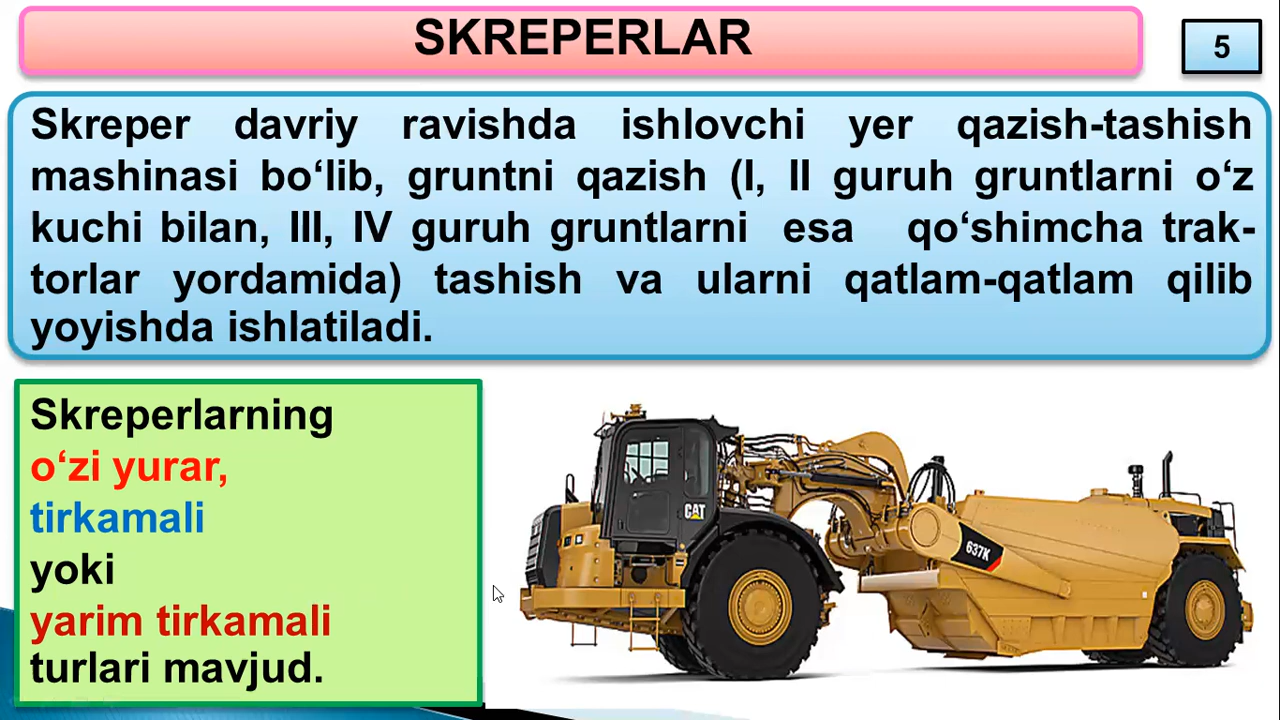 SKREPERLAR
5
Skreper davriy ravishda ishlovchi yer qazish-tashish
mashinasi bo‘lib, gruntni qazish (I, II guruh gruntlarni o‘z
kuchi bilan, III, IV guruh gruntlarni esa qo‘shimcha trak-
torlar yordamida) tashish va ularni qatlam-qatlam qilib
yoyishda ishlatiladi.
Skreperlarning
o‘zi yurar,
tirkamali
yoki
yarim tirkamali
turlari mavjud.
CAT
637K